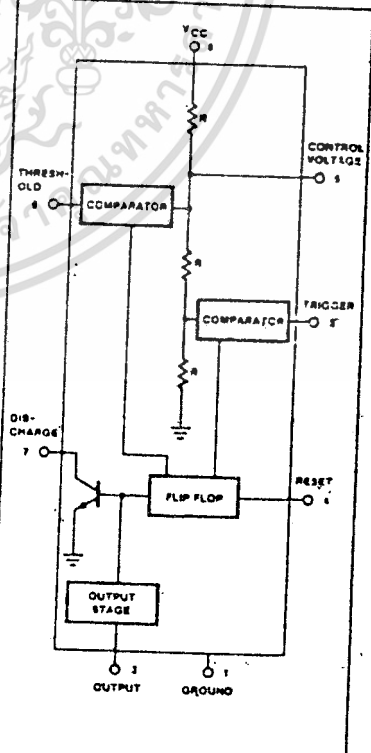 VCC
8
R
CONTROL
VOLTAGE
5
THRESH-
OLD
6
COMPARATOR
R
COMPARATOR
TRIGGER
2
R
DIS-
CHARGE
7
FLIP FLOP
RESET
4
OUTPUT
STAGE
3
OUTPUT
1
GROUND